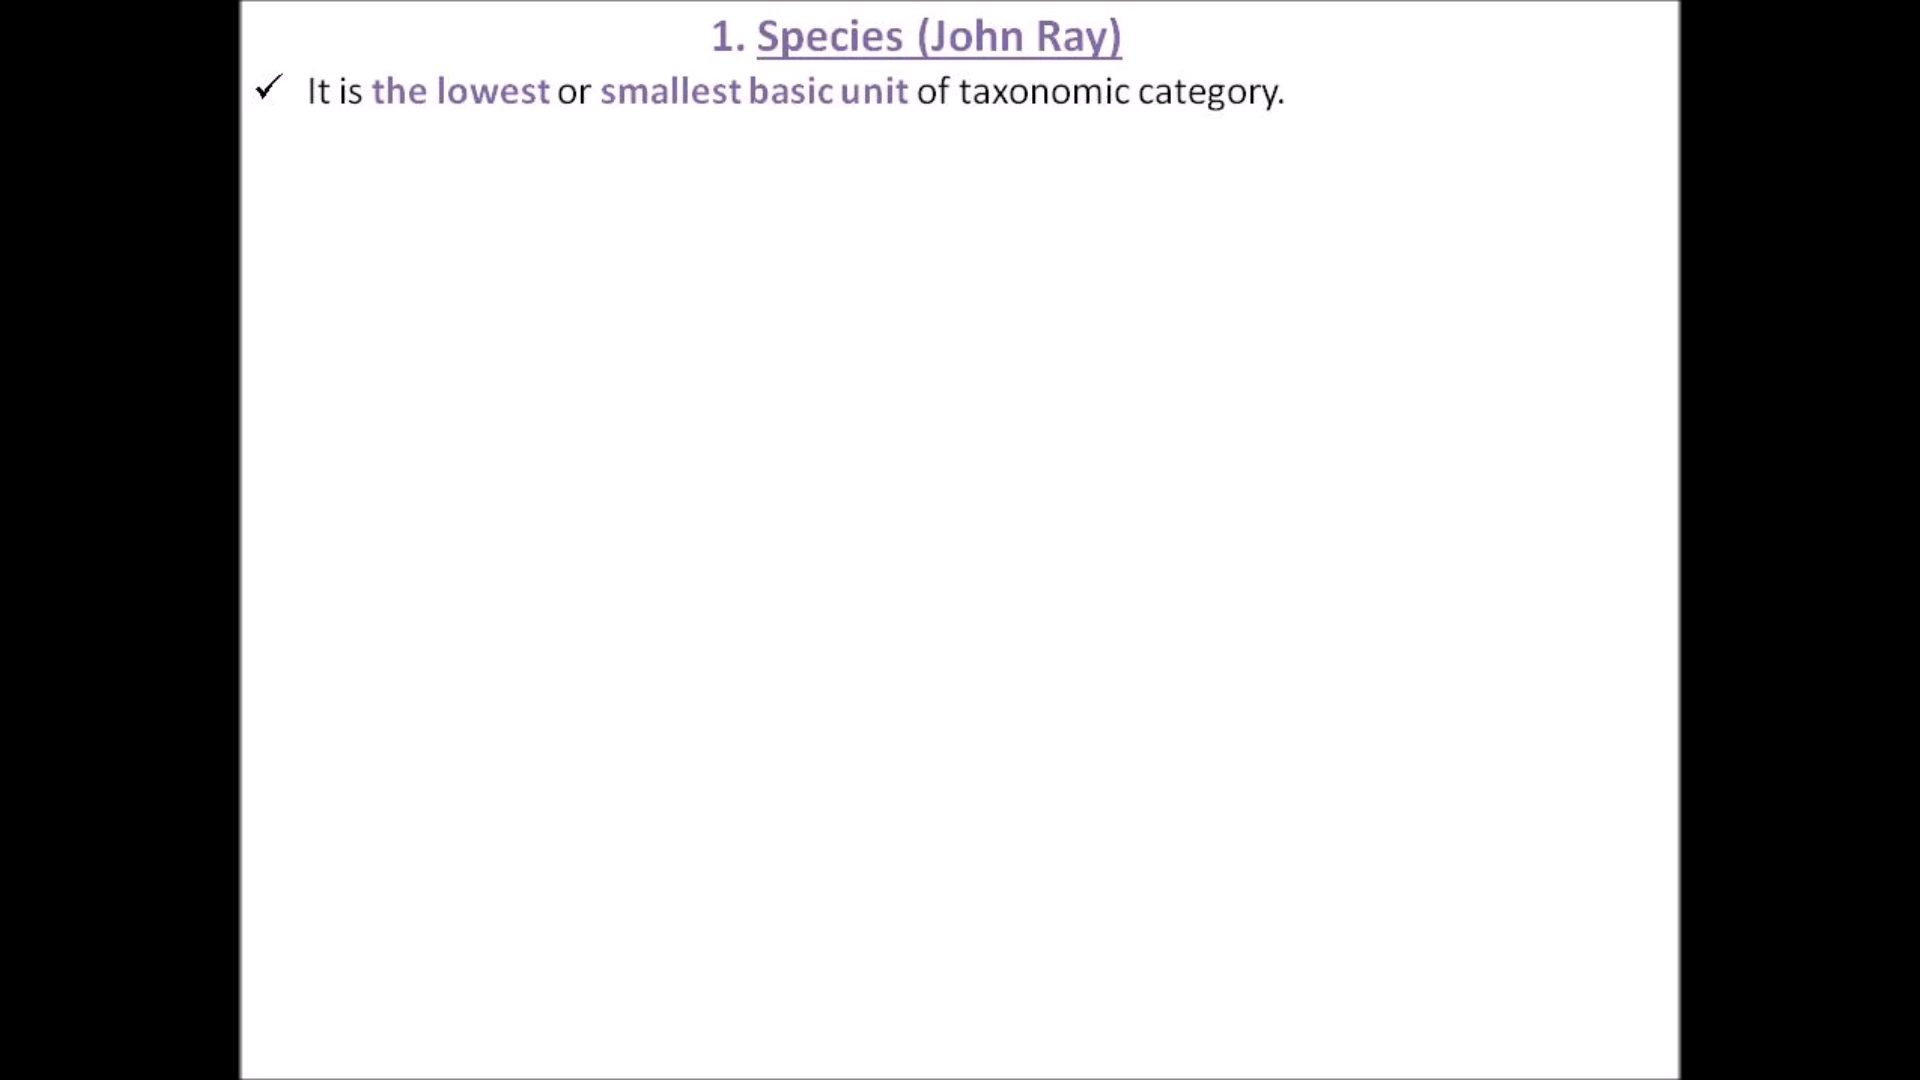 1. Species (John Ray)
✓ It is the lowest or smallest basic unit of taxonomic category.